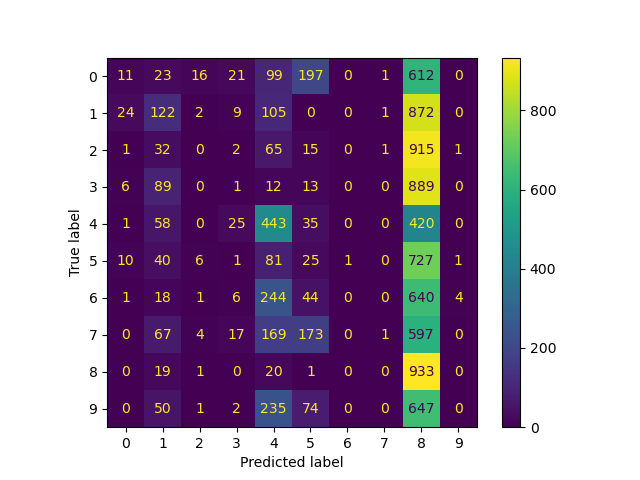 0 11 23 16 21 99 197 0 1 612 0
1 24 122 2 9 105 0 0 1 872 0
2 1 32 0 2 65 15 0 1 915 1
3 6 89 0 1 12 13 0 0 889 0
4 1 58 0 25 443 35 0 0 420 0
5 10 40 6 1 81 25 1 0 727 1
6 1 18 1 6 244 44 0 0 640 4
7 0 67 4 17 169 173 0 1 597 0
8 0 19 1 0 20 1 0 0 933 0
9 0 50 1 2 235 74 0 0 647 0
0 1 2 3 4 5 6 7 8 9
Predicted label
True label
800
600
400
200
0